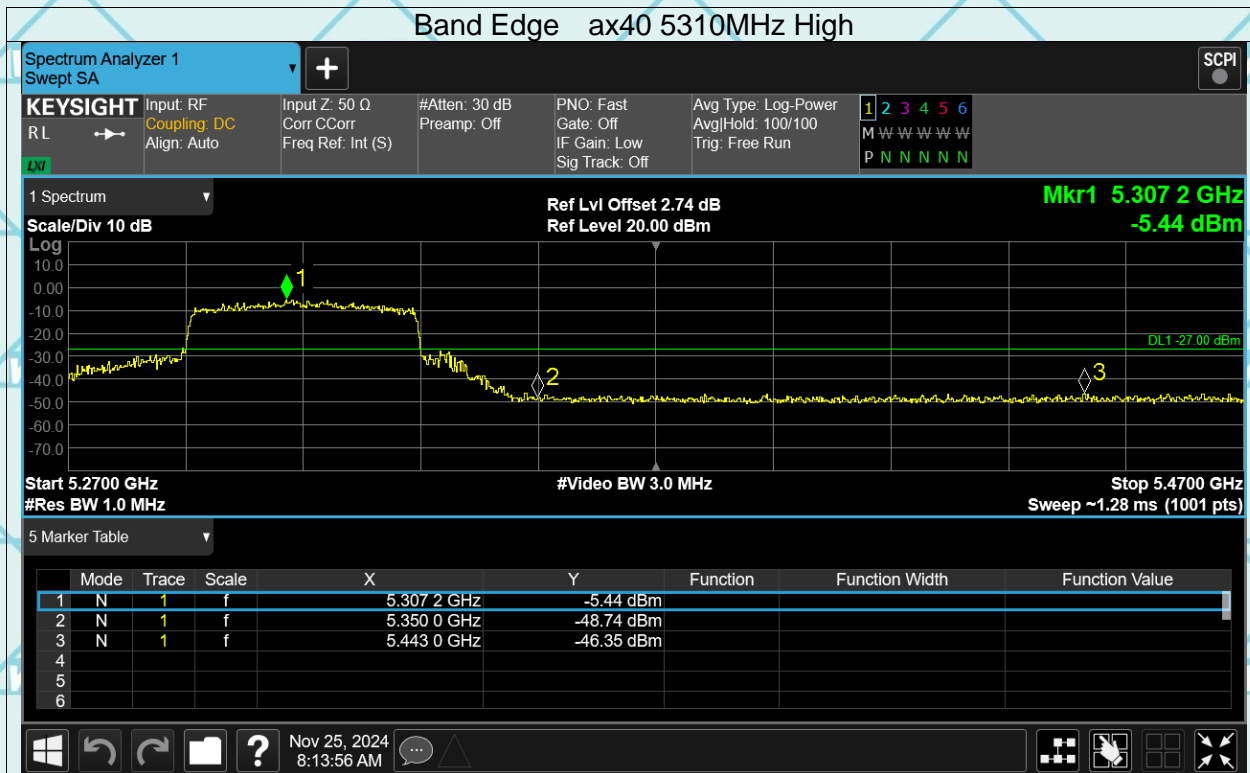 Band Edge ax40 5310MHz High
Spectrum Analyzer 1
Swept SA
+
SCPI
KEYSIGHT
R L
LXI
Input: RF
Coupling: DC
Align: Auto
Input Z: 50 Ω
Corr CCorr
Freq Ref: Int (S)
#Atten: 30 dB
Preamp: Off
PNO: Fast
Gate: Off
IF Gain: Low
Sig Track: Off
Avg Type: Log-Power
Avg|Hold: 100/100
Trig: Free Run
1 2 3 4 5 6
M W W W W W
P N N N N N
1 Spectrum
Scale/Div 10 dB
Ref Lvl Offset 2.74 dB
Ref Level 20.00 dBm
Mkr1 5.307 2 GHz
-5.44 dBm
Log
10.0
0.00
-10.0
-20.0
-30.0
-40.0
-50.0
-60.0
-70.0
1
2
3
DL1 -27.00 dBm
Start 5.2700 GHz
#Video BW 3.0 MHz
Stop 5.4700 GHz
#Res BW 1.0 MHz
Sweep ~1.28 ms (1001 pts)
5 Marker Table
Mode Trace Scale X Y Function Function Width Function Value
1 N 1 f 5.307 2 GHz -5.44 dBm
2 N 1 f 5.350 0 GHz -48.74 dBm
3 N 1 f 5.443 0 GHz -46.35 dBm
4
5
6
?
Nov 25, 2024
8:13:56 AM